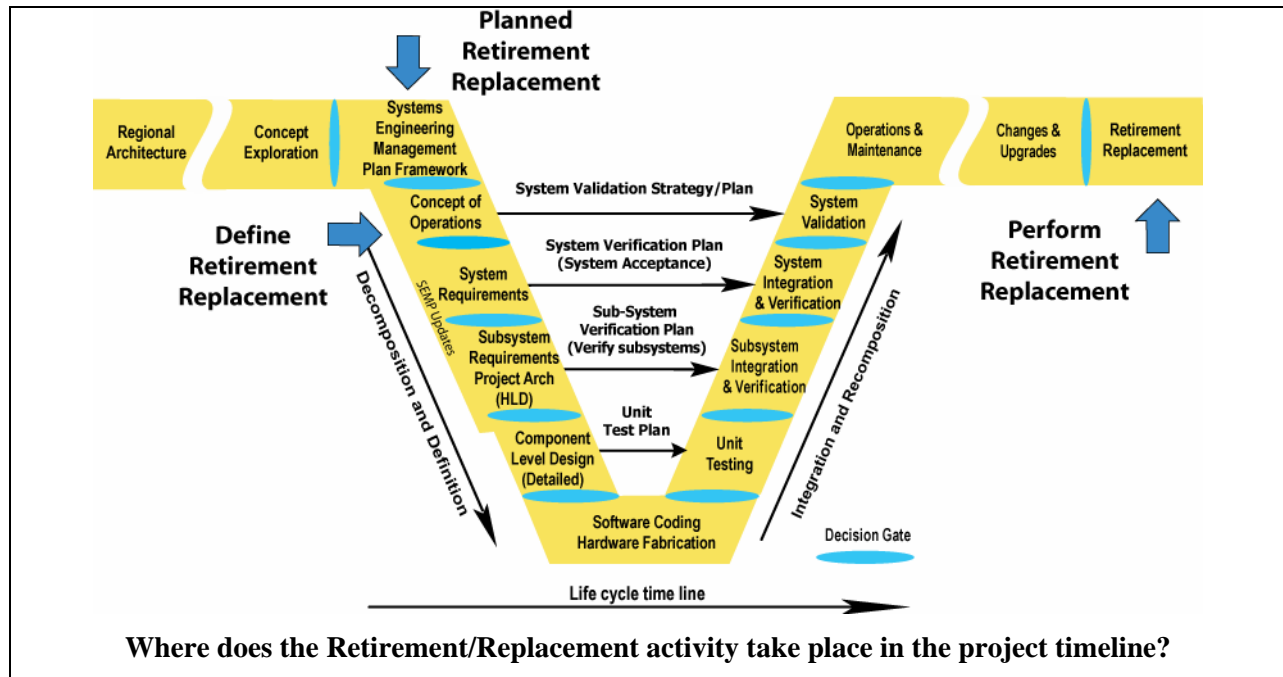 Planned
Retirement
Replacement
Regional
Architecture
Concept
Exploration
Systems
Engineering
Management
Plan Framework
Operations &
Maintenance
Changes &
Upgrades
Retirement
Replacement
Define
Retirement
Replacement
Concept of
Operations
System Validation Strategy/Plan
System
Validation
Perform
Retirement
Replacement
System
Requirements
System Verification Plan
(System Acceptance)
System
Integration
& Verification
SEMP Updates
Subsystem
Requirements
Project Arch
(HLD)
Sub-System
Verification Plan
(Verify subsystems)
Subsystem
Integration
& Verification
Decomposition and Definition
Component
Level Design
(Detailed)
Unit
Test Plan
Unit
Testing
Integration and Recomposition
Software Coding
Hardware Fabrication
Decision Gate
Life cycle time line
Where does the Retirement/Replacement activity take place in the project timeline?